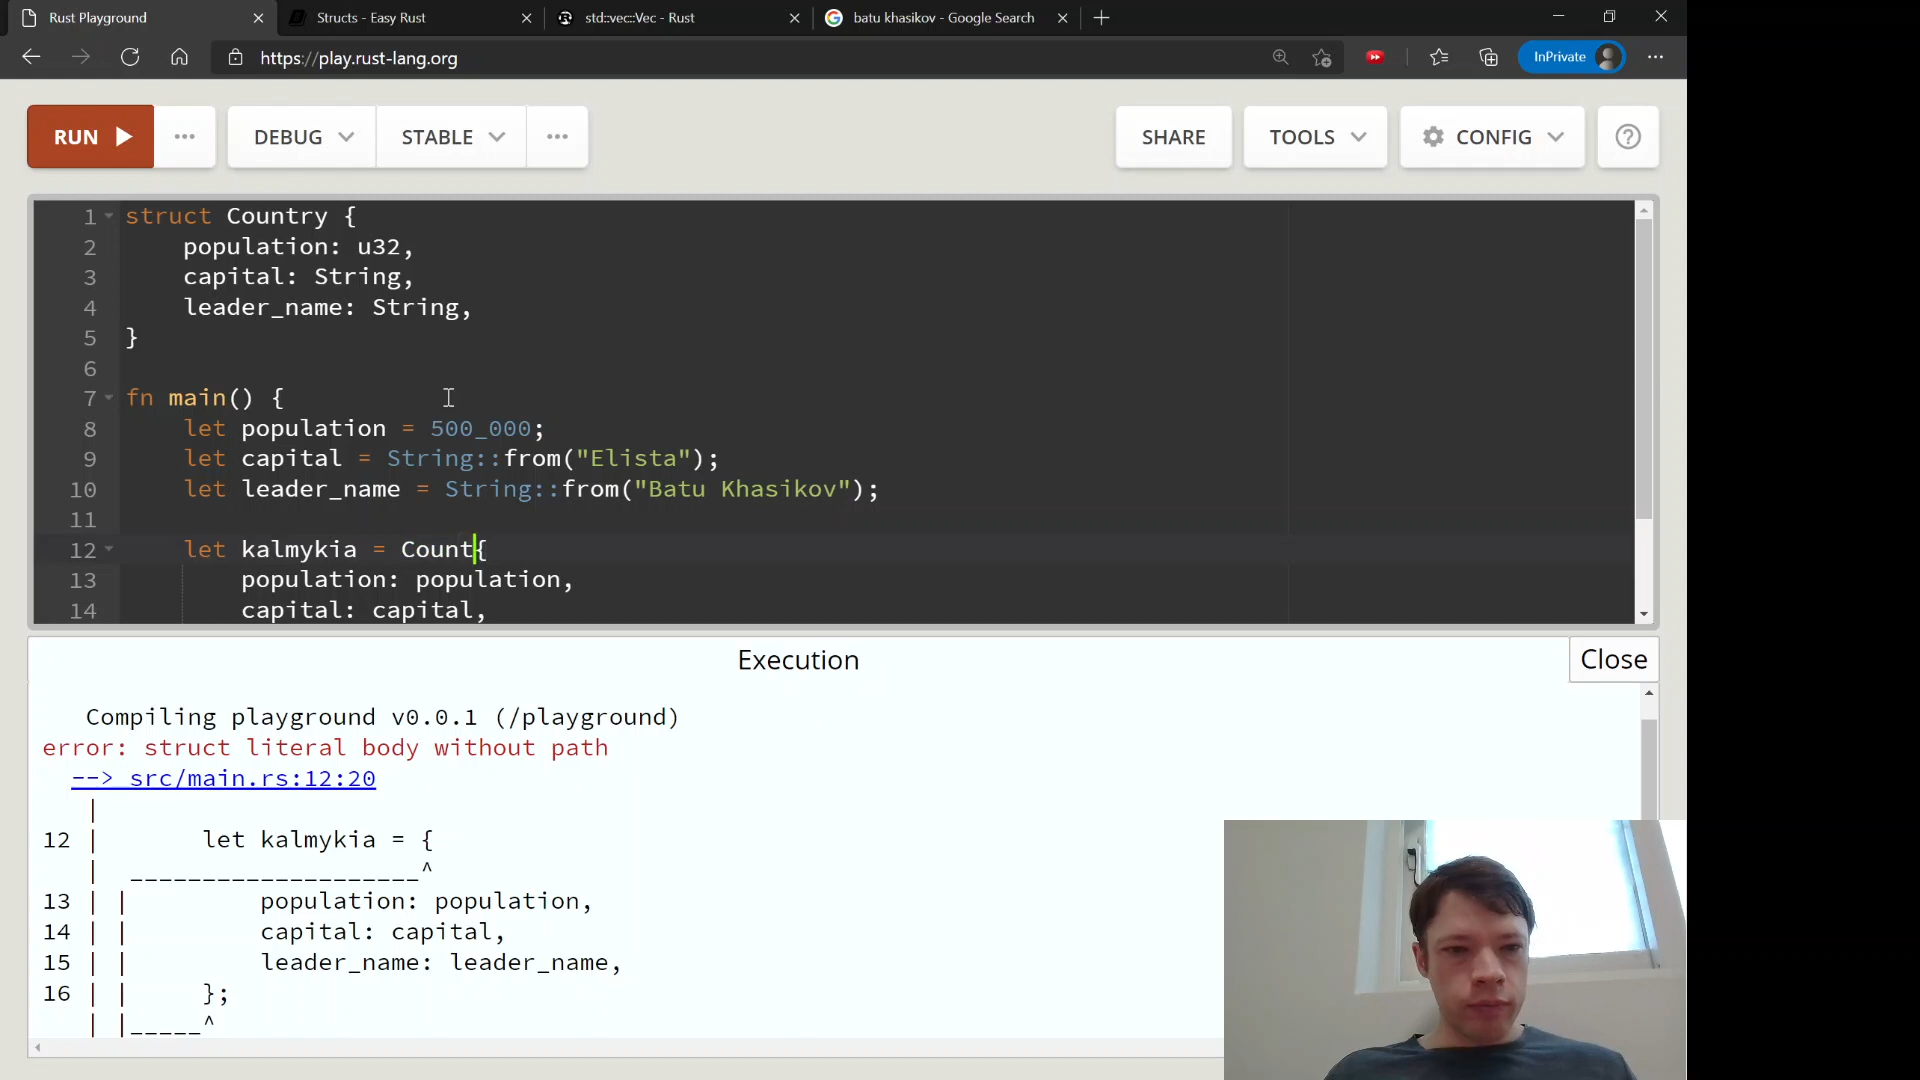 Rust Playground
Structs - Easy Rust
std::vec::Vec - Rust
batu khasikov - Google Search
https://play.rust-lang.org
InPrivate
RUN
DEBUG
STABLE
SHARE
TOOLS
CONFIG
1 struct Country {
2 population: u32,
3 capital: String,
4 leader_name: String,
5 }
6
7 fn main() {
8 let population = 500_000;
9 let capital = String::from("Elista");
10 let leader_name = String::from("Batu Khasikov");
11
12 let kalmykia = Count{
13 population: population,
14 capital: capital,
Execution
Close
Compiling playground v0.0.1 (/playground)
error: struct literal body without path
--> src/main.rs:12:20
|
12 | let kalmykia = {
| ____________________^
13 | | population: population,
14 | | capital: capital,
15 | | leader_name: leader_name,
16 | | };
| |_____^